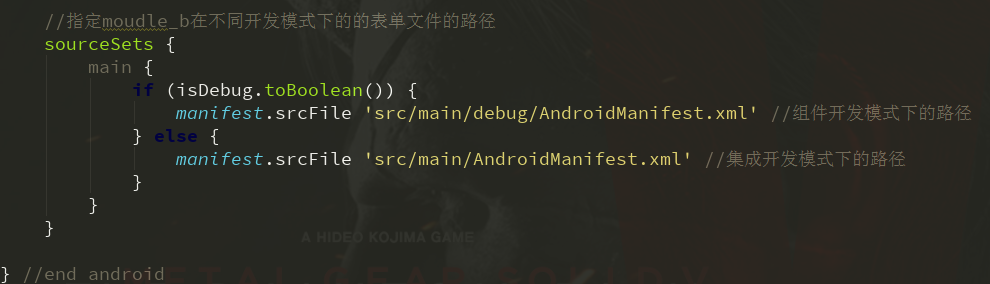 //指定moudle_b在不同开发模式下的的表单文件的路径
sourceSets {
main {
if (isDebug.toBoolean()) {
manifest.srcFile 'src/main/debug/AndroidManifest.xml' //组件开发模式下的路径
} else {
manifest.srcFile 'src/main/AndroidManifest.xml' //集成开发模式下的路径
}
}
}
A HIDEO KOJIMA GAME
} //end android